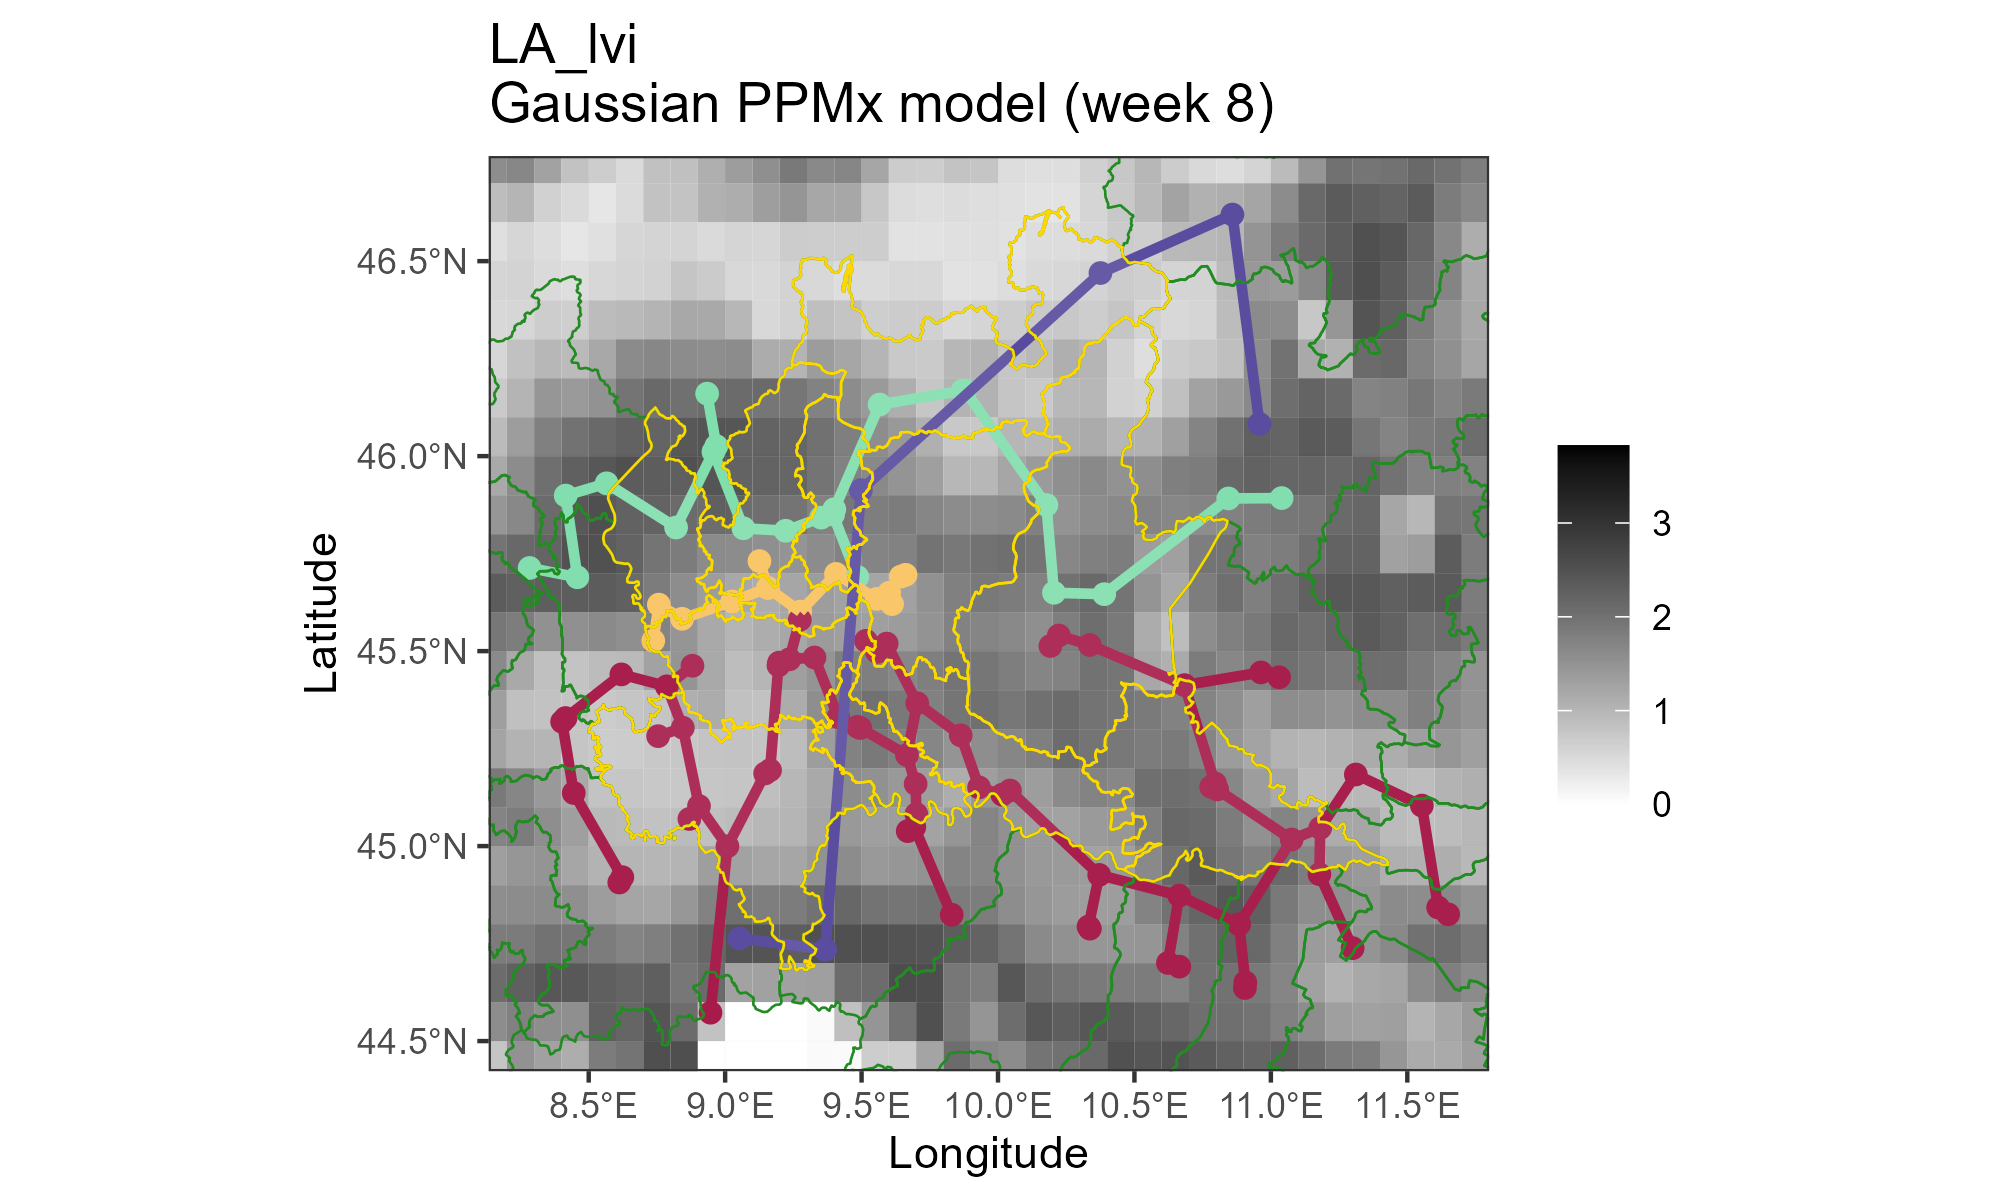 LA_lvi
Gaussian PPMx model (week 8)
46.5°N
46.0°N
45.5°N
45.0°N
44.5°N
Latitude
8.5°E 9.0°E 9.5°E 10.0°E 10.5°E 11.0°E 11.5°E
Longitude
3
2
1
0